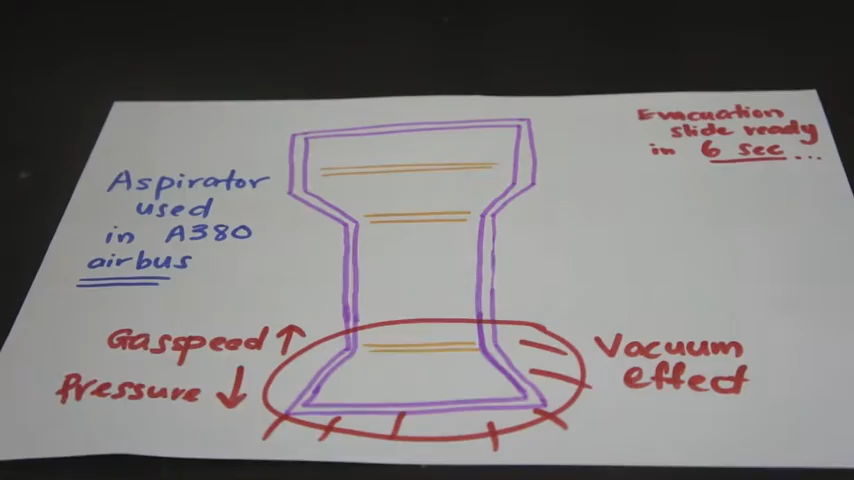 Evacuation
slide ready
in 6 sec...
Aspirator
used
in A380
airbus
Gasspeed ↑
Pressure ↓
Vacuum
effect